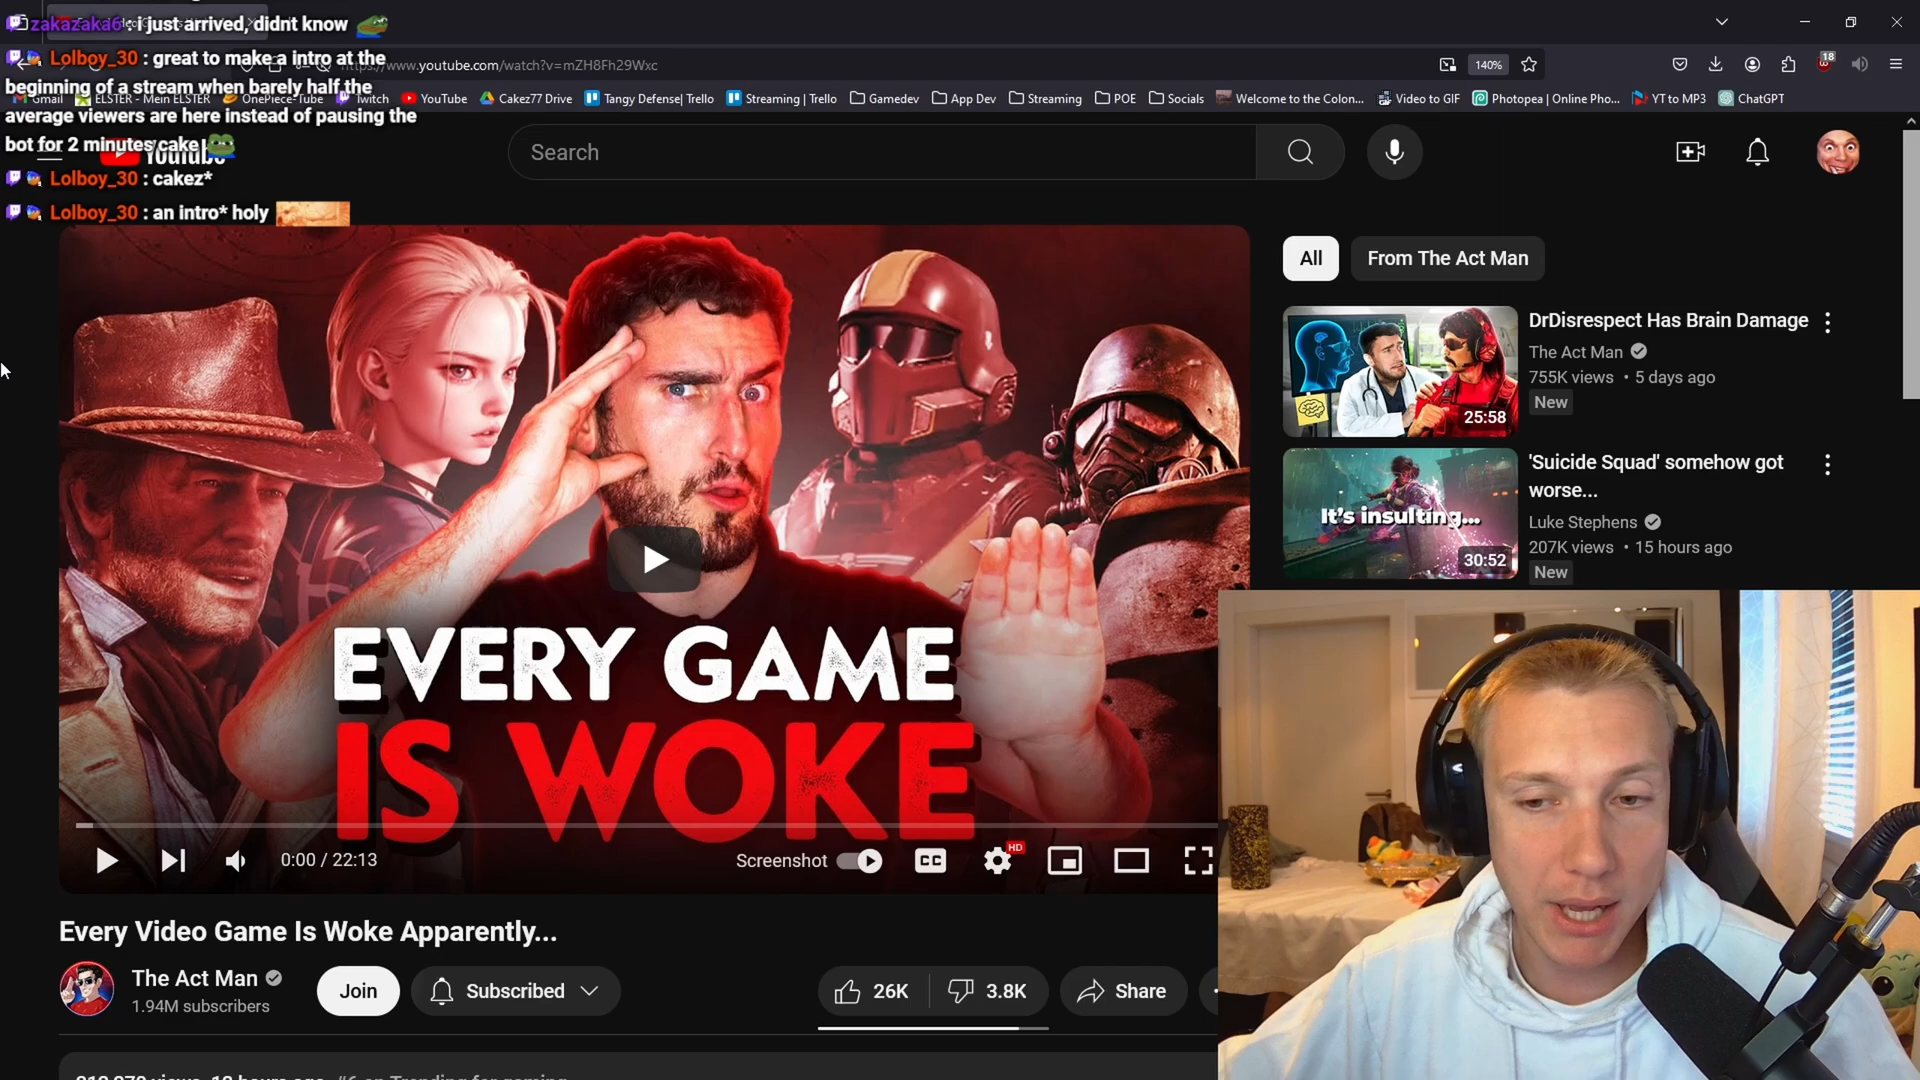 zakazaka6 : i just arrived, didnt know
Lolboy_30 : great to make a intro at the
beginning of a stream when barely half the
average viewers are here instead of pausing the
bot for 2 minutes cake
Lolboy_30 : cakez*
Lolboy_30 : an intro* holy
https://www.youtube.com/watch?v=mZH8Fh29Wxc
140%
18
Gmail
ELSTER - Mein ELSTER
OnePiece-Tube
Twitch
YouTube
Cakez77 Drive
Tangy Defense| Trello
Streaming | Trello
Gamedev
App Dev
Streaming
POE
Socials
Welcome to the Colon...
Video to GIF
Photopea | Online Pho...
YT to MP3
ChatGPT
YouTube
Search
All
From The Act Man
DrDisrespect Has Brain Damage
The Act Man
755K views • 5 days ago
New
25:58
'Suicide Squad' somehow got
worse...
Luke Stephens
207K views • 15 hours ago
New
It's insulting...
30:52
EVERY GAME
IS WOKE
0:00 / 22:13
Screenshot
CC
HD
Every Video Game Is Woke Apparently...
The Act Man
1.94M subscribers
Join
Subscribed
26K
3.8K
Share